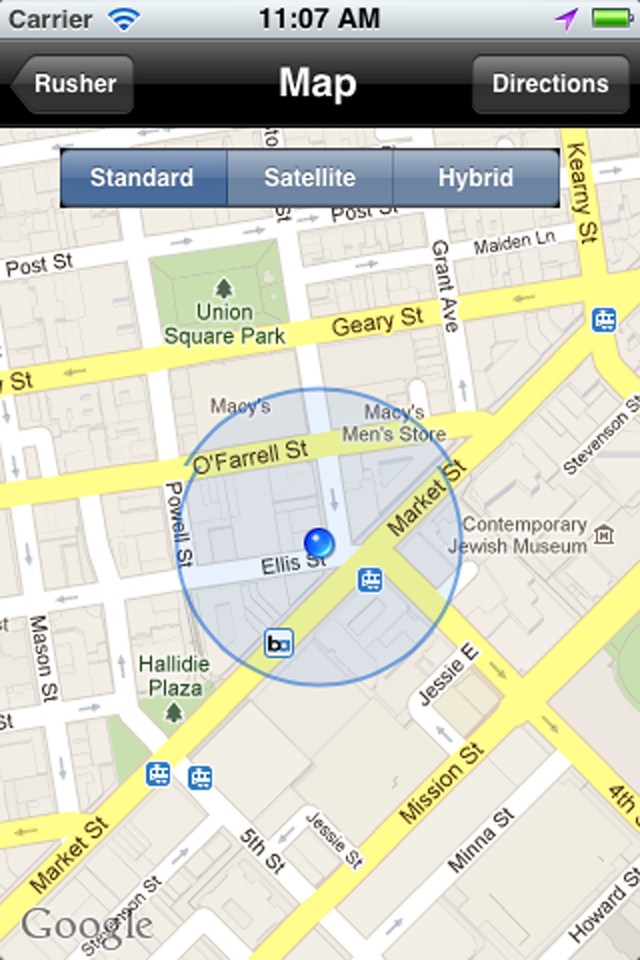 Carrier
11:07 AM
Rusher
Map
Directions
Standard
Satellite
Hybrid
Kearny St
Post St
Maiden Ln
Post St
Grant Ave
Union
Square Park
Geary St
St
Macy's
Macy's
Men's Store
O'Farrell St
Stevenson St
Market St
Powell St
Contemporary
Jewish Museum
Ellis St
ba
Mason St
Hallidie
Plaza
Jessie E
St
Mission St
4th
Market St
5th St
Jessie St
Minna St
Stevenson St
Howard St
Google